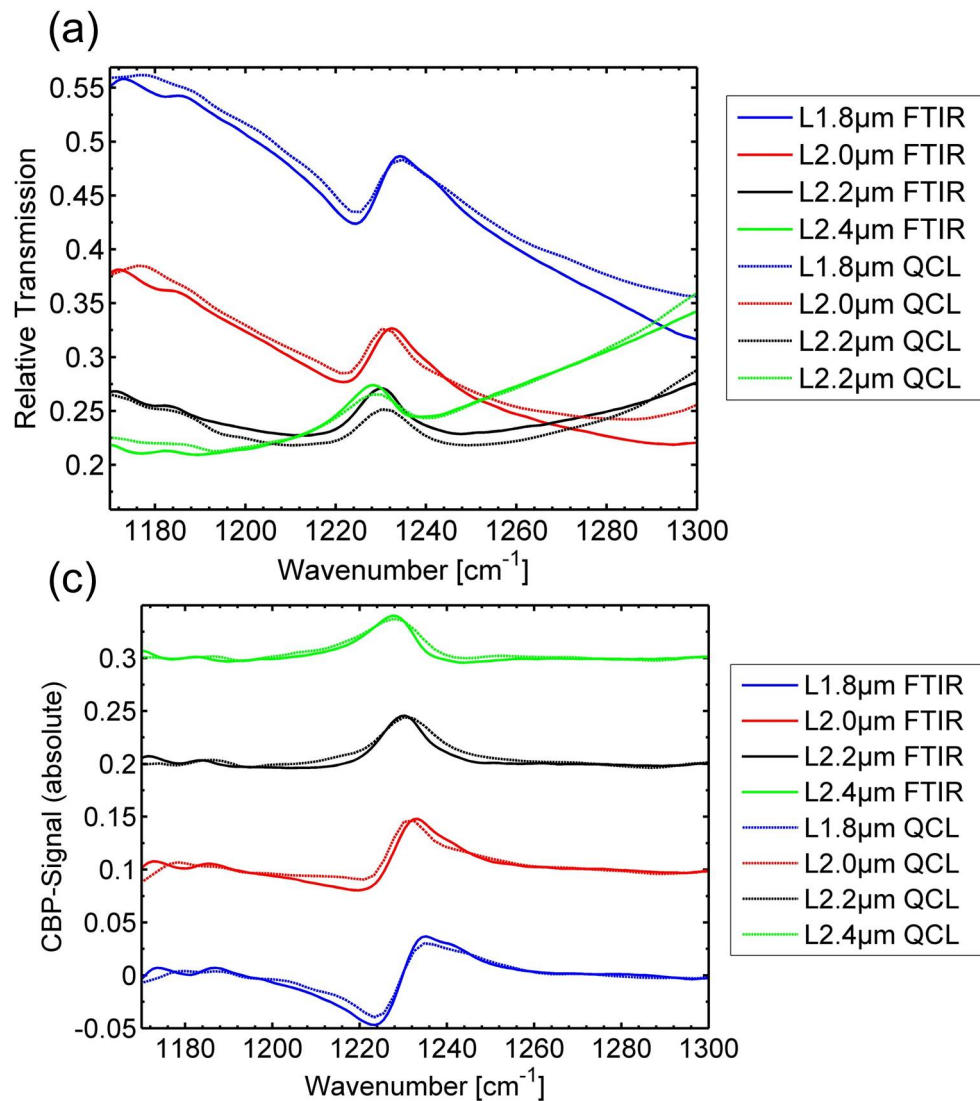 (a)
0.55
0.5
0.45
0.4
0.35
0.3
0.25
0.2
Relative Transmission
1180 1200 1220 1240 1260 1280 1300
Wavenumber [cm⁻¹]
L1.8µm FTIR
L2.0µm FTIR
L2.2µm FTIR
L2.4µm FTIR
L1.8µm QCL
L2.0µm QCL
L2.2µm QCL
L2.2µm QCL
(c)
0.3
0.25
0.2
0.15
0.1
0.05
0
-0.05
CBP-Signal (absolute)
1180 1200 1220 1240 1260 1280 1300
Wavenumber [cm⁻¹]
L1.8µm FTIR
L2.0µm FTIR
L2.2µm FTIR
L2.4µm FTIR
L1.8µm QCL
L2.0µm QCL
L2.2µm QCL
L2.4µm QCL